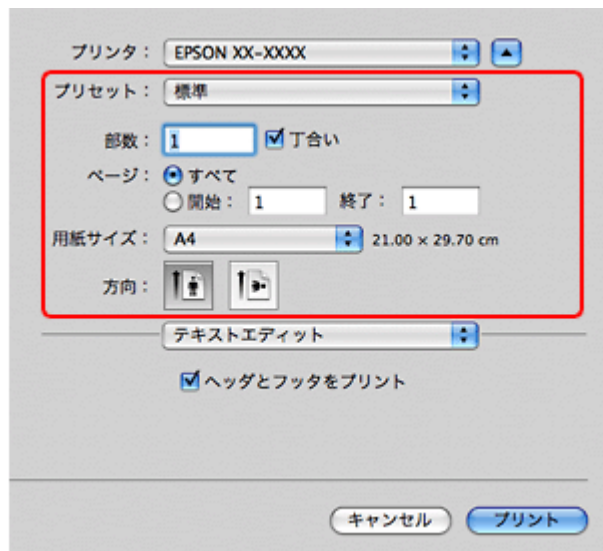 プリンタ： EPSON XX-XXXX
プリセット： 標準
部数： 1 丁合い
ページ： すべて
開始： 1 終了： 1
用紙サイズ： A4 21.00 × 29.70 cm
方向：
テキストエディット
ヘッダとフッタをプリント
キャンセル プリント